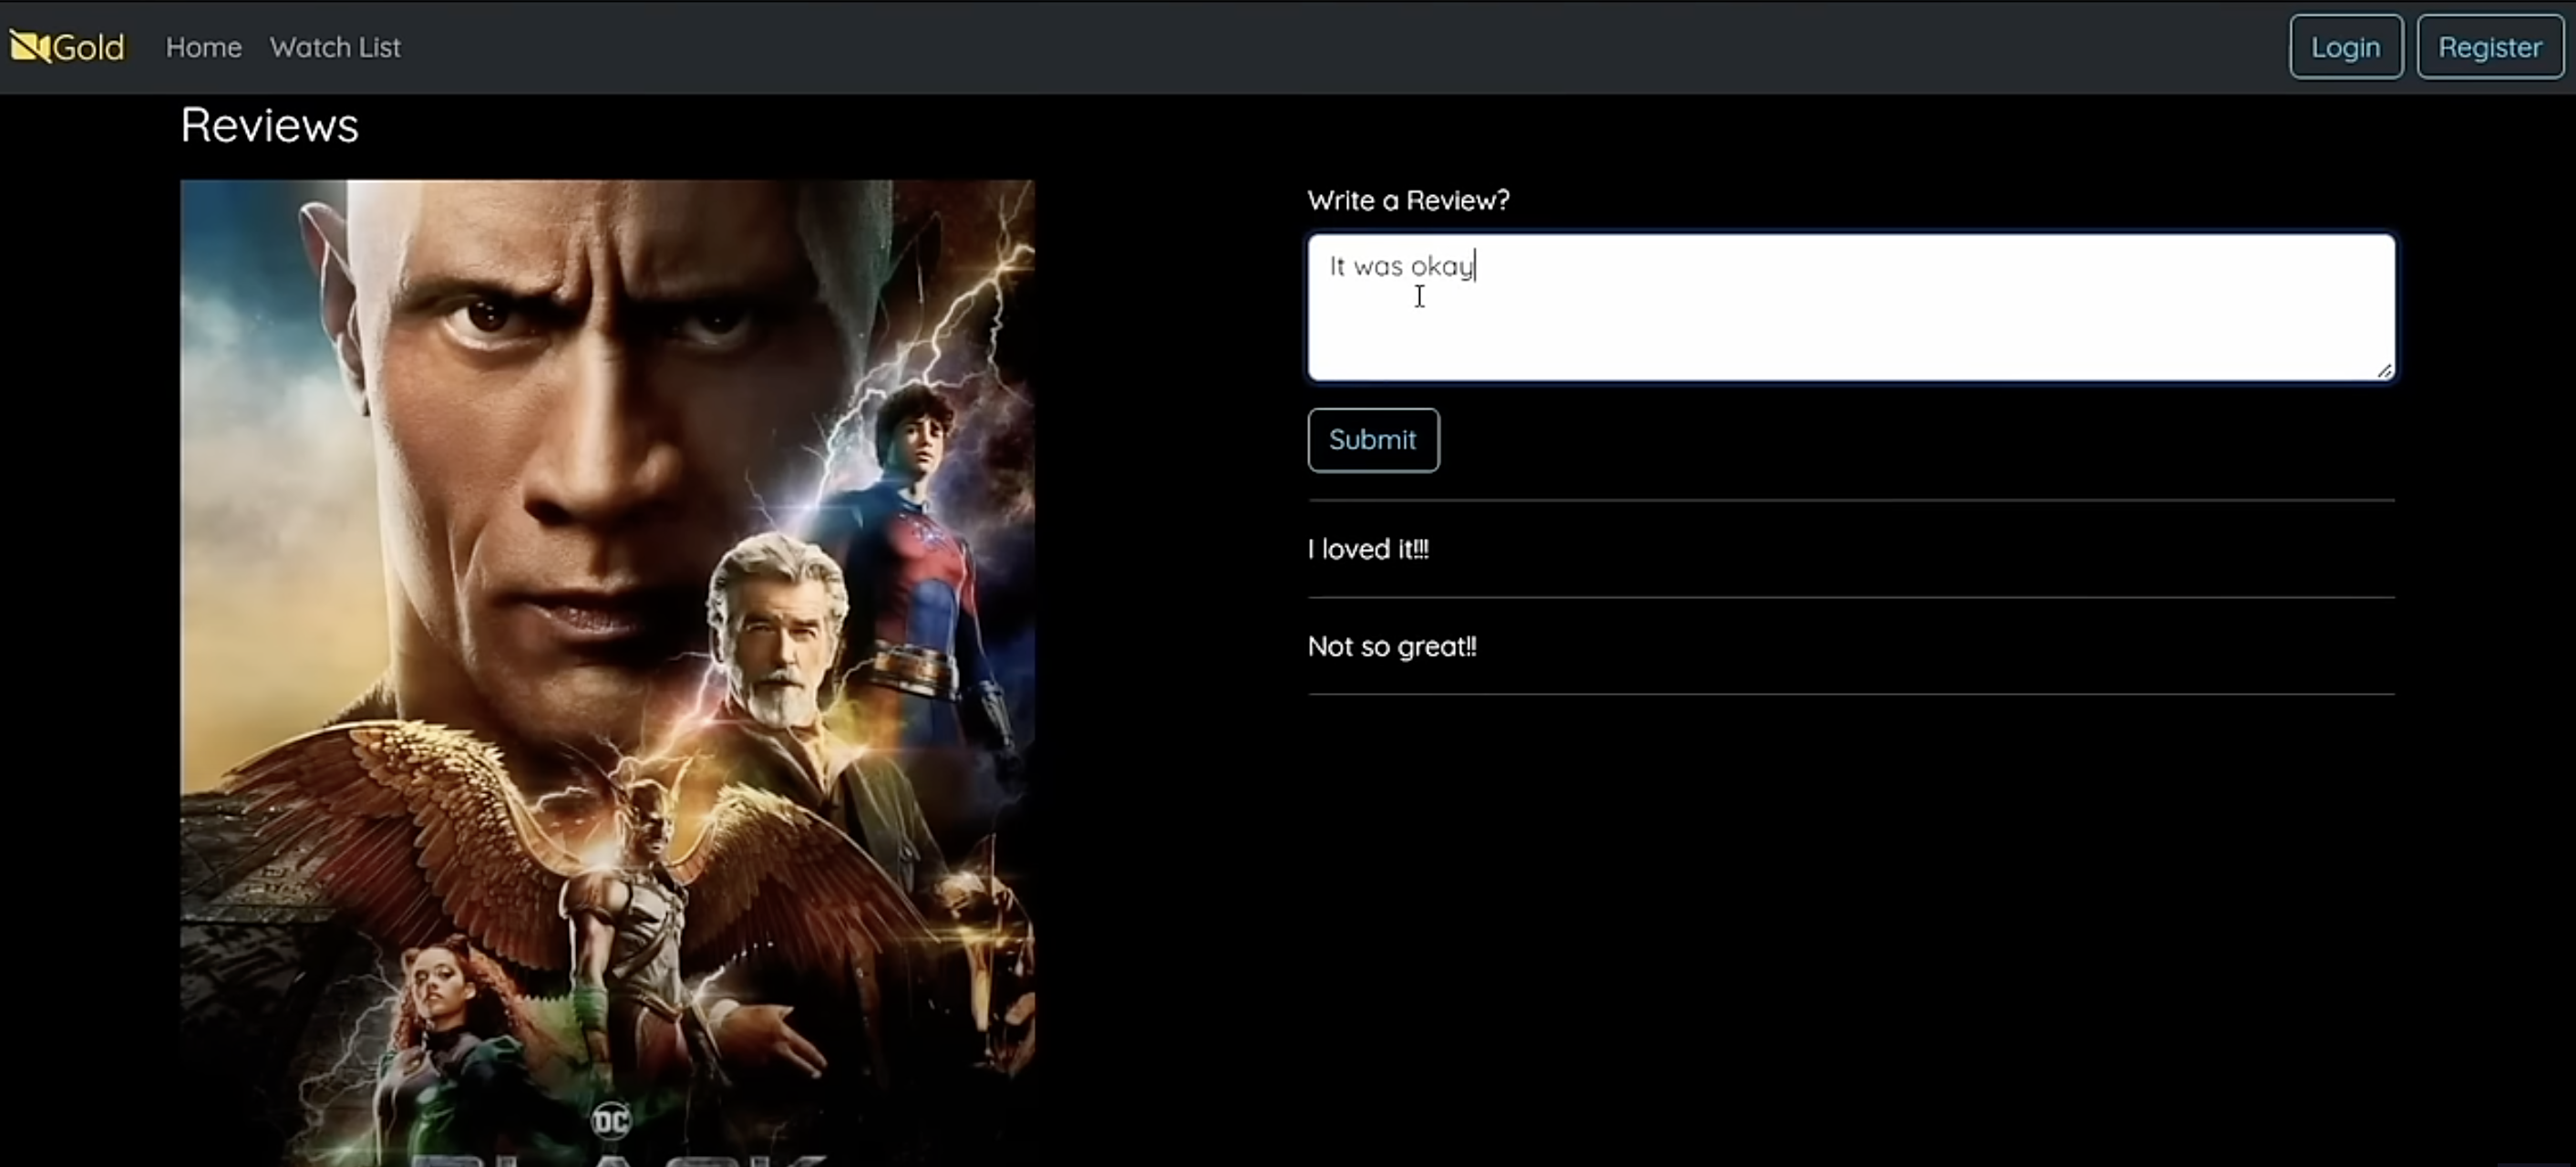 Gold Home Watch List Login Register
Reviews
Write a Review?
It was okay
Submit
I loved it!!!
Not so great!!
DC
BLACK